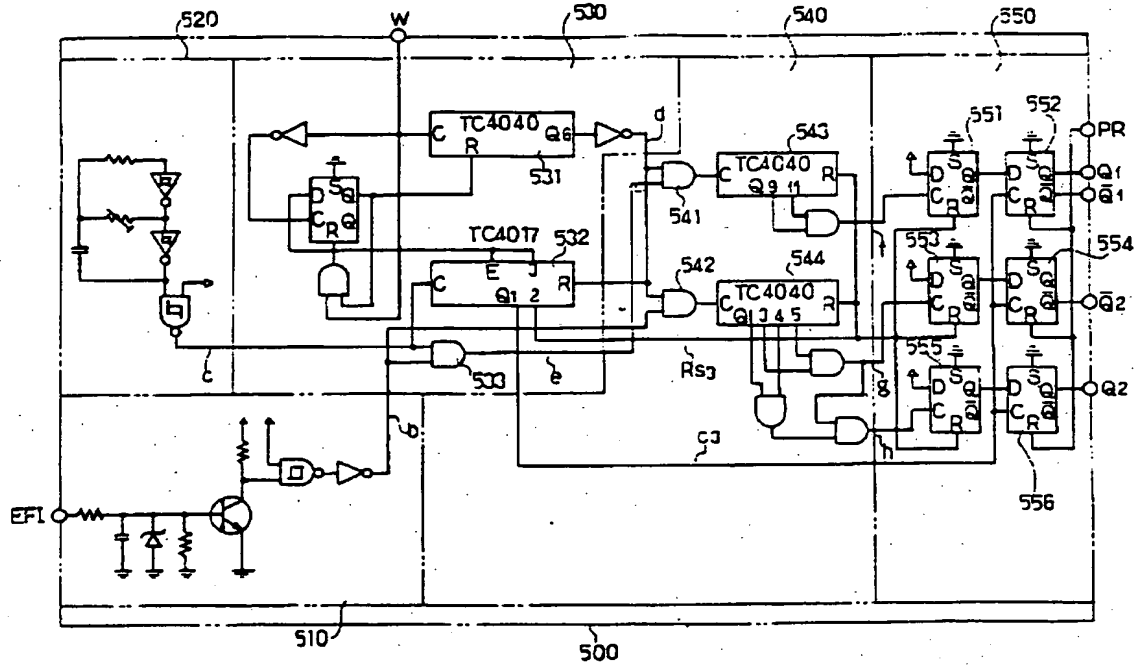 520
W
530
540
550
TC4040
C
Q6
R
531
d
541
543
TC4040
C
R
Q 9 11
551
552
PR
S
D
Q
C
Q̅
R
S
D
Q
C
Q̅
R
Q1
Q̅1
S
D
Q
C
Q
R
TC4017
532
C
E
R
Q1 2
542
544
TC4040
C
R
Q 3 4 5
f
553
554
S
D
Q
C
Q̅
R
S
D
Q
C
Q̅
R
Q̅2
c
533
e
Rs3
g
h
555
S
D
Q
C
Q̅
R
S
D
Q
C
Q̅
R
Q2
556
b
c3
EFI
510
500